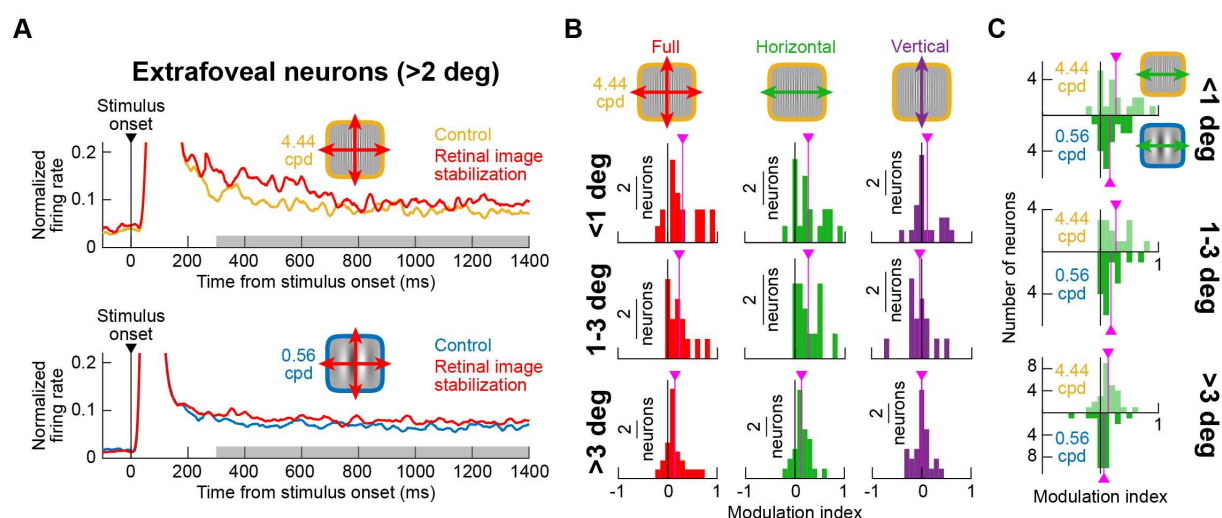 A
Extrafoveal neurons (>2 deg)
Stimulus
onset
4.44
cpd
Control
Retinal image
stabilization
Normalized
firing rate
0.2
0.1
0
0 200 400 600 800 1000 1200 1400
Time from stimulus onset (ms)
Stimulus
onset
0.56
cpd
Control
Retinal image
stabilization
Normalized
firing rate
0.2
0.1
0
0 200 400 600 800 1000 1200 1400
Time from stimulus onset (ms)
B
Full Horizontal Vertical
4.44
cpd
<1 deg
2
neurons
2
neurons
2
neurons
1-3 deg
2
neurons
2
neurons
2
neurons
>3 deg
2
neurons
2
neurons
2
neurons
-1 0 1 -1 0 1 -1 0 1
Modulation index
C
4
4.44
cpd
0.56
cpd
4
<1 deg
4
4.44
cpd
1
0.56
cpd
4
1-3 deg
Number of neurons
8
4.44
cpd
4
0
1
4
0.56
cpd
8
>3 deg
Modulation index